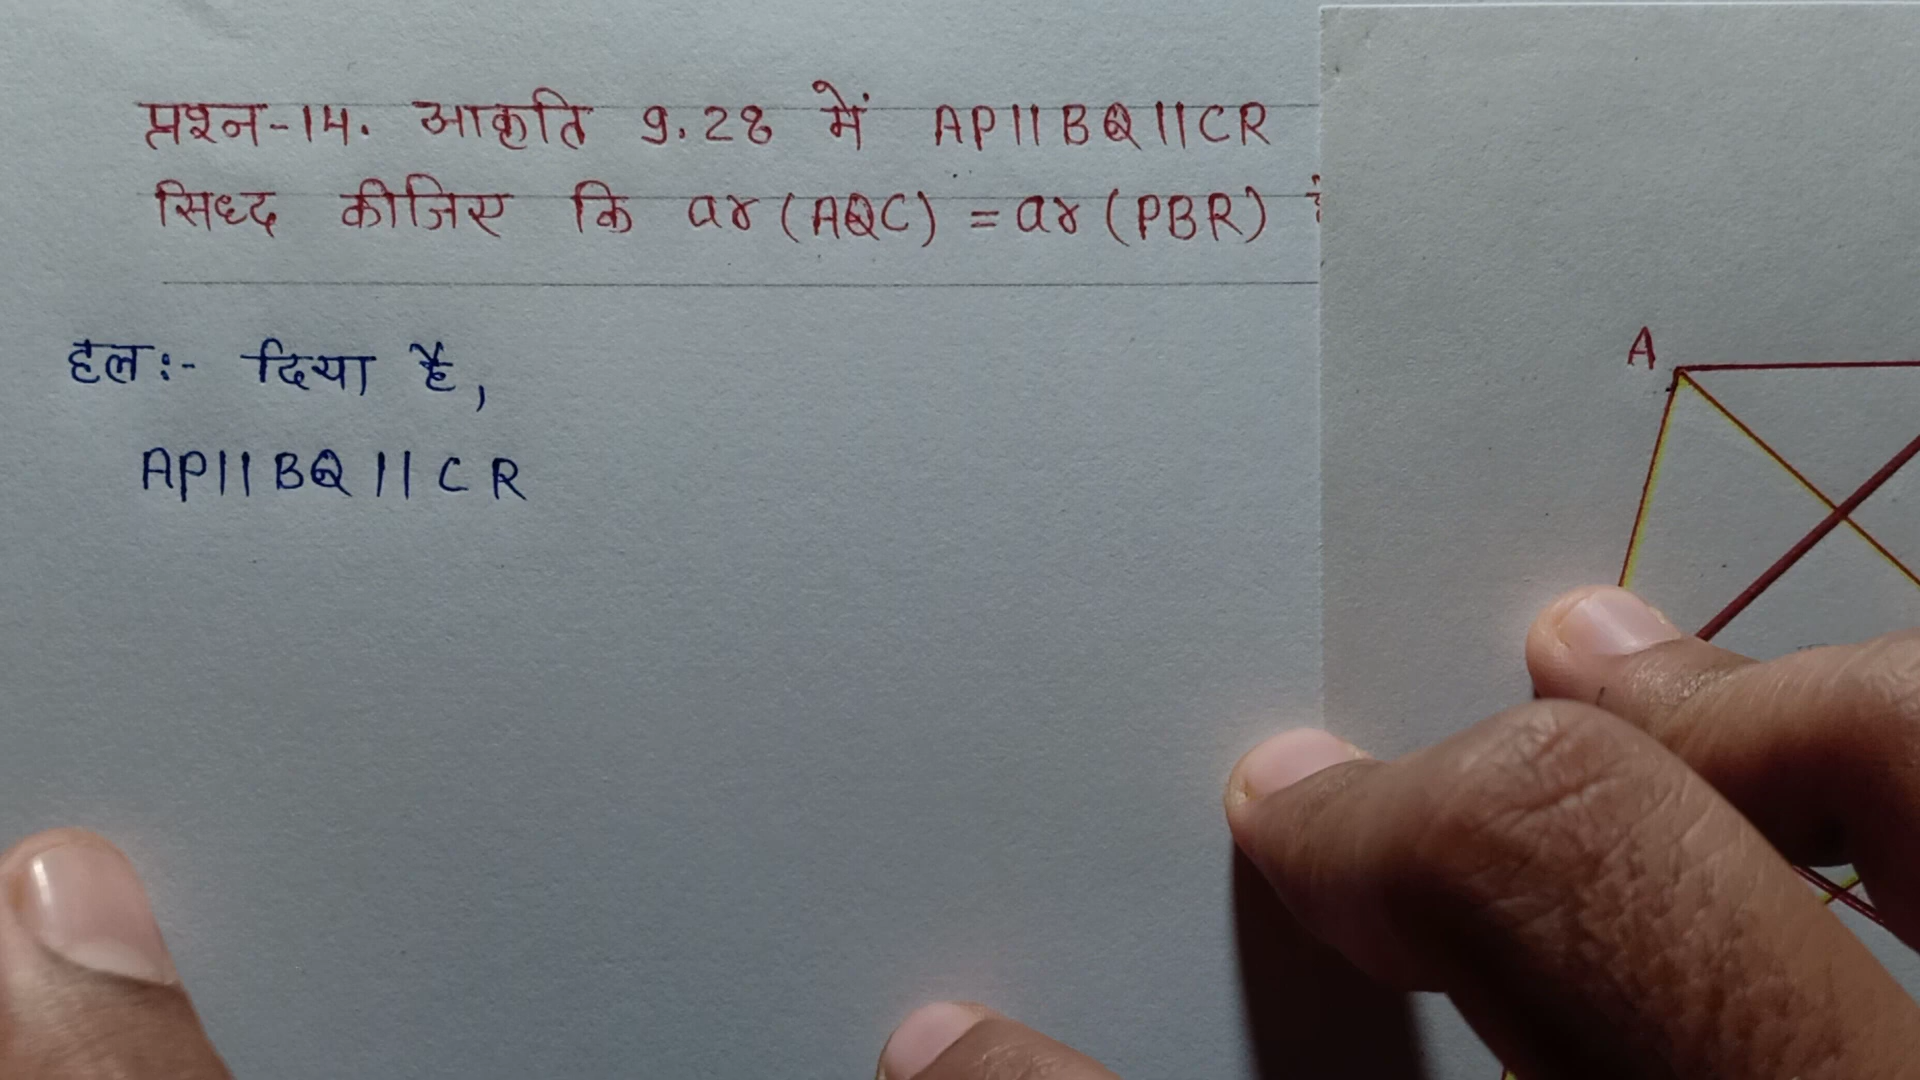 प्रश्न-14. आकृति 9.28 में AP||BQ||CR
सिध्द कीजिए कि ar (AQC) = ar (PBR)
हल:- दिया है,
AP||BQ||CR
A